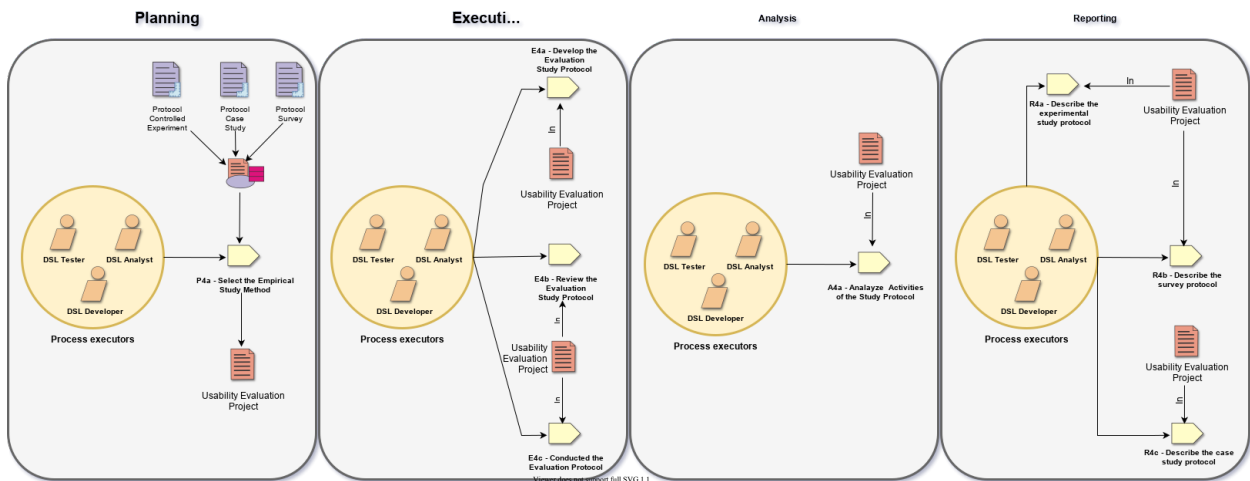 Planning
Protocol
Controlled
Experiment
Protocol
Case
Study
Protocol
Survey
DSL Tester
DSL Analyst
DSL Developer
Process executors
P4a - Select the Empirical
Study Method
Usability Evaluation
Project
Executi...
E4a - Develop the
Evaluation
Study Protocol
In
Usability Evaluation
Project
DSL Tester
DSL Analyst
DSL Developer
Process executors
E4b - Review the
Evaluation
Study Protocol
In
Usability
Evaluation
Project
In
E4c - Conducted the
Evaluation Protocol
Viewer does not support full SVG 1.1
Analysis
Usability Evaluation
Project
In
DSL Tester
DSL Analyst
DSL Developer
Process executors
A4a - Analayze Activities
of the Study Protocol
Reporting
R4a - Describe the
experimental
study protocol
In
Usability Evaluation
Project
In
DSL Tester
DSL Analyst
DSL Developer
Process executors
R4b - Describe the
survey protocol
Usability Evaluation
Project
In
R4c - Describe the case
study protocol